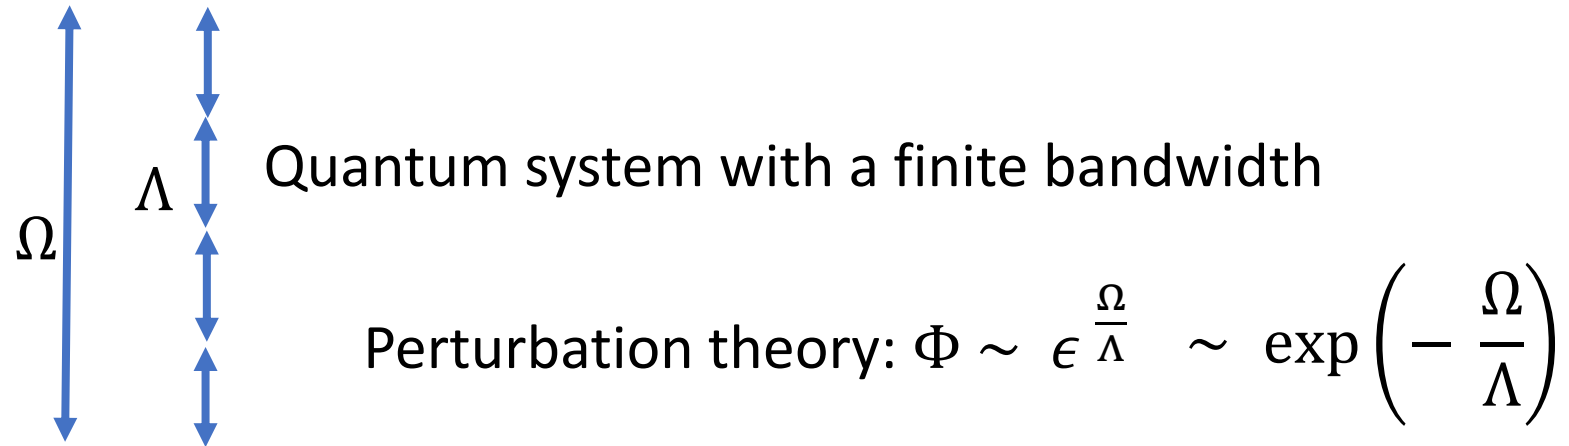 Λ
Quantum system with a finite bandwidth
Ω
Perturbation theory: Φ ~ ϵ^(Ω/Λ) ~ exp(− Ω/Λ)